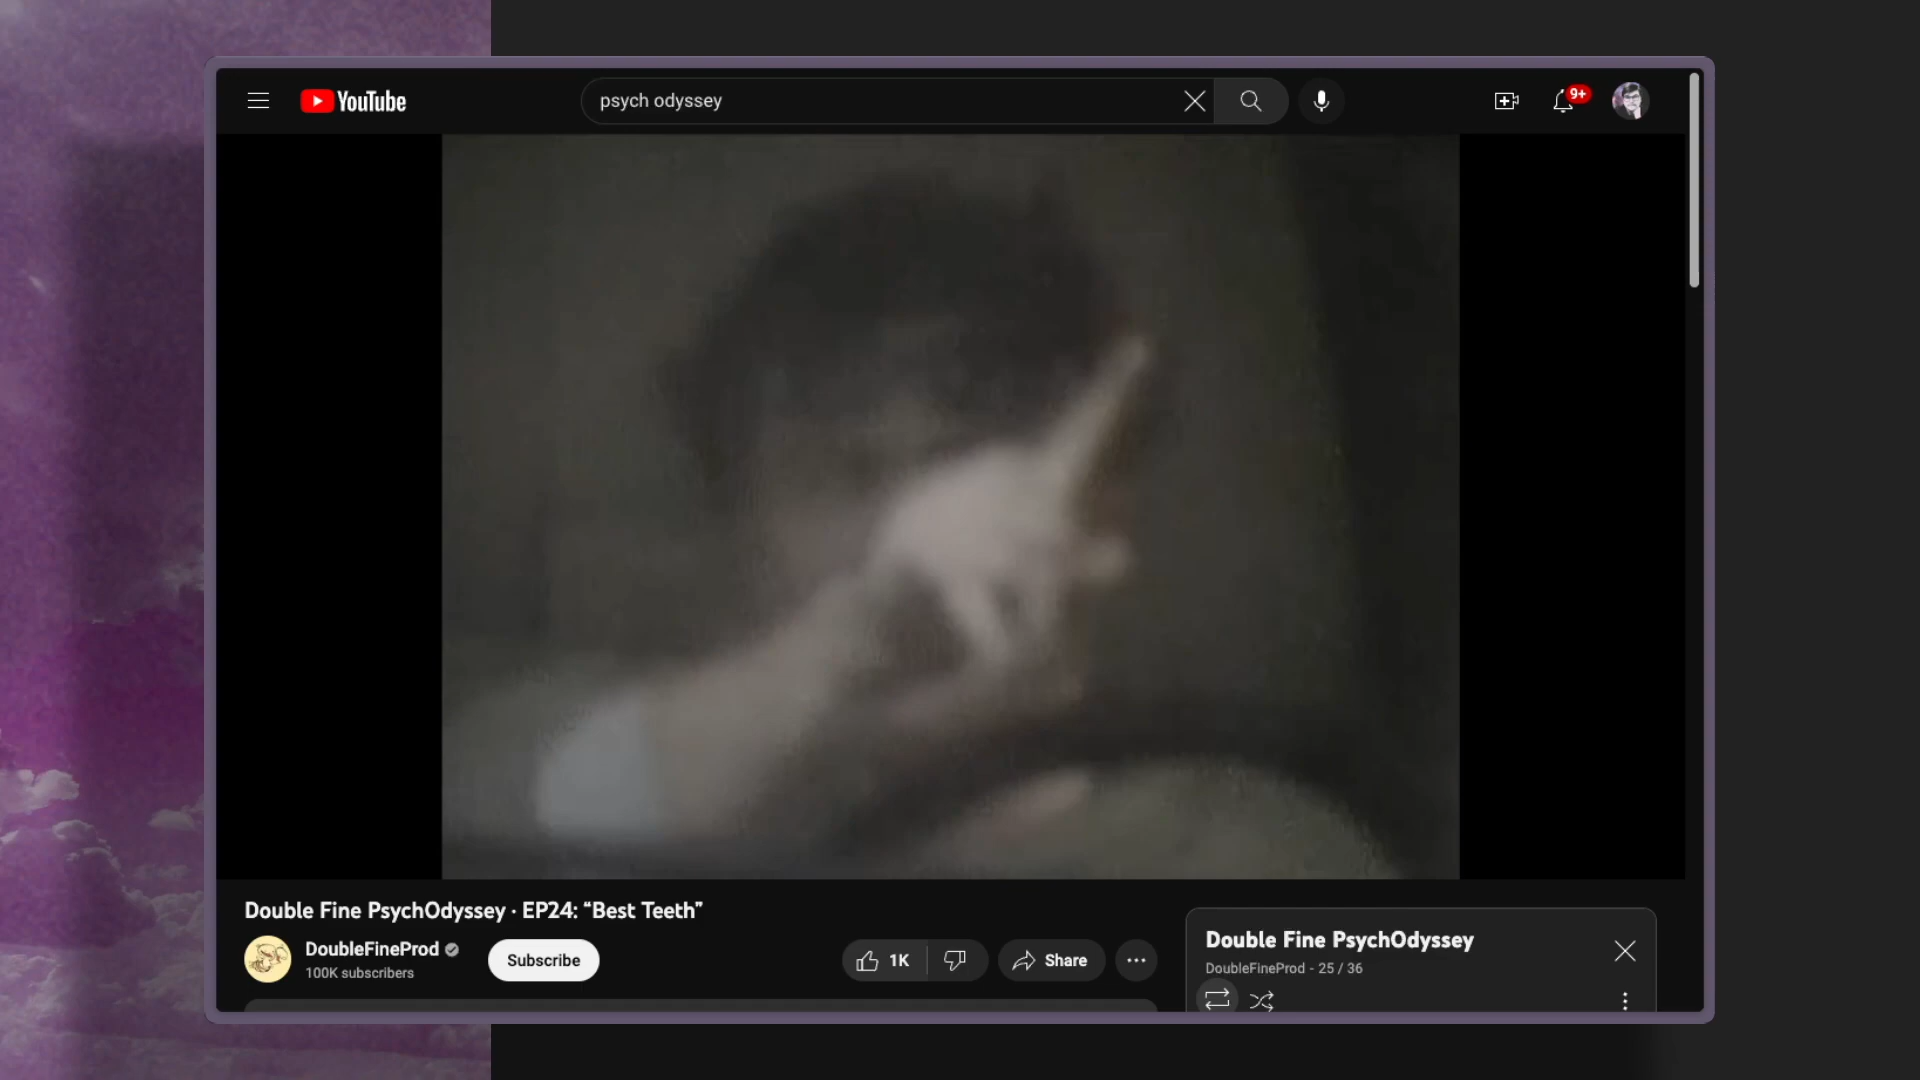 YouTube
psych odyssey
9+
Double Fine PsychOdyssey · EP24: “Best Teeth”
DoubleFineProd
100K subscribers
Subscribe
1K
Share
Double Fine PsychOdyssey
DoubleFineProd - 25 / 36